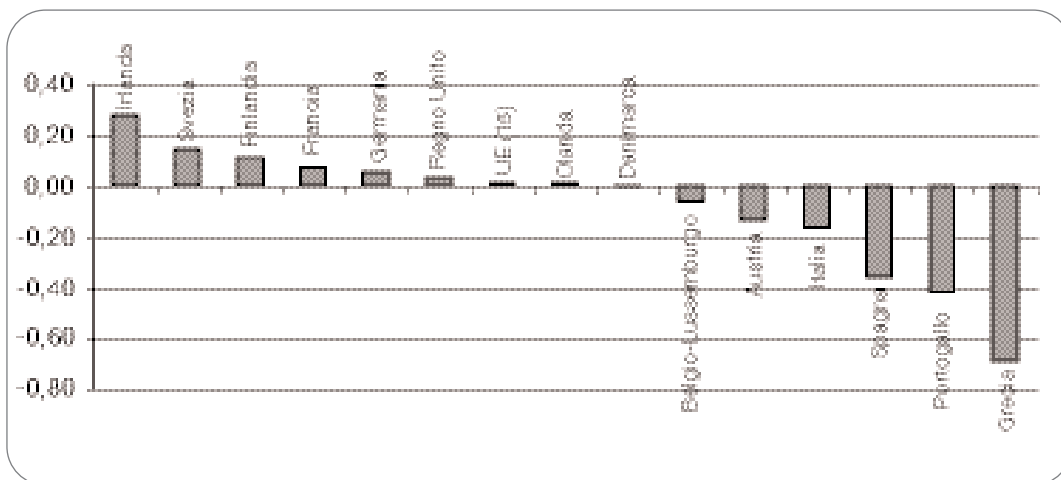 0,40
0,20
0,00
-0,20
-0,40
-0,60
-0,80
Irlanda
Svezia
Finlandia
Francia
Germania
Regno Unito
UE (15)
Olanda
Danimarca
Belgio-Lussemburgo
Austria
Italia
Spagna
Portogallo
Grecia